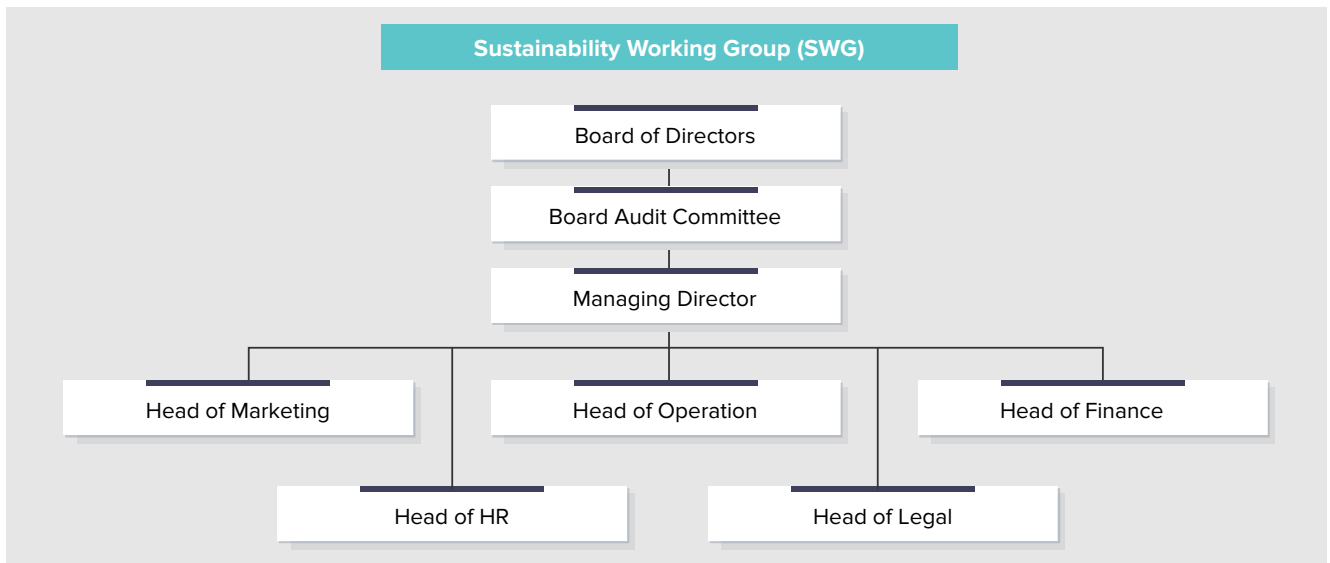 Sustainability Working Group (SWG)
Board of Directors
Board Audit Committee
Managing Director
Head of Marketing
Head of Operation
Head of Finance
Head of HR
Head of Legal